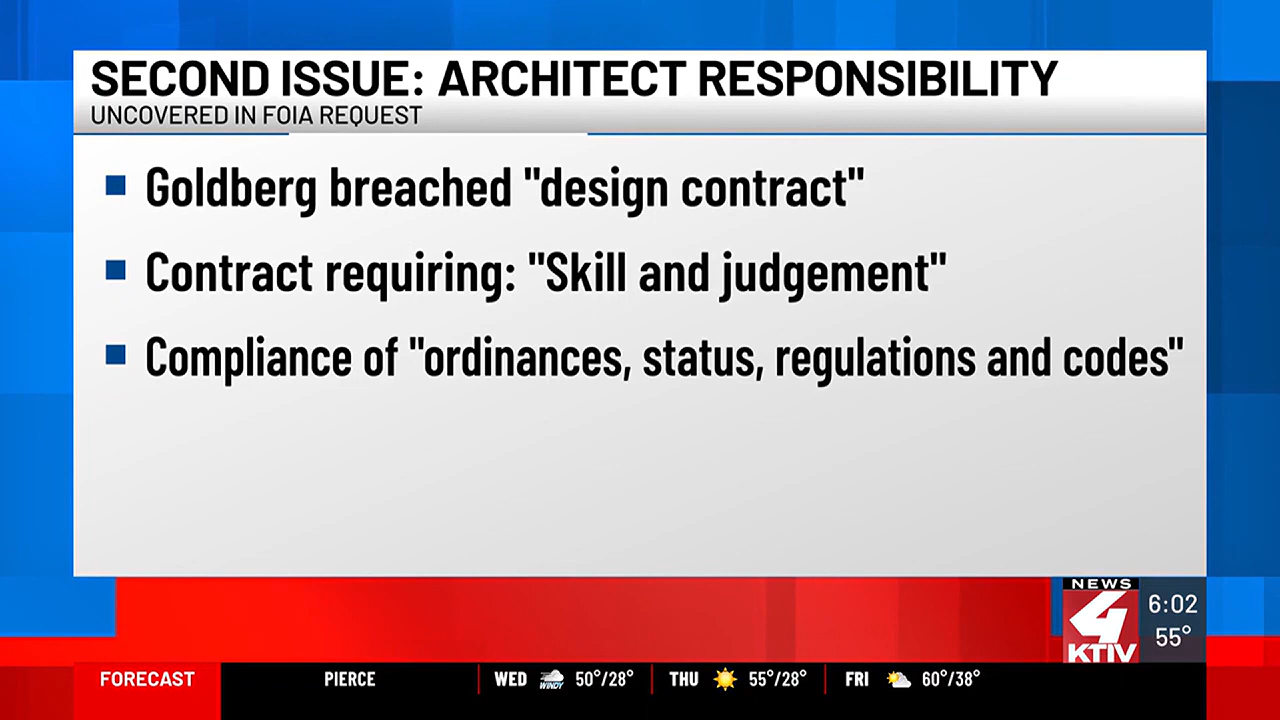 SECOND ISSUE: ARCHITECT RESPONSIBILITY
UNCOVERED IN FOIA REQUEST
Goldberg breached "design contract"
Contract requiring: "Skill and judgement"
Compliance of "ordinances, status, regulations and codes"
NEWS
4
KTIV
6:02
55°
FORECAST PIERCE WED WINDY 50°/28° THU 55°/28° FRI 60°/38°